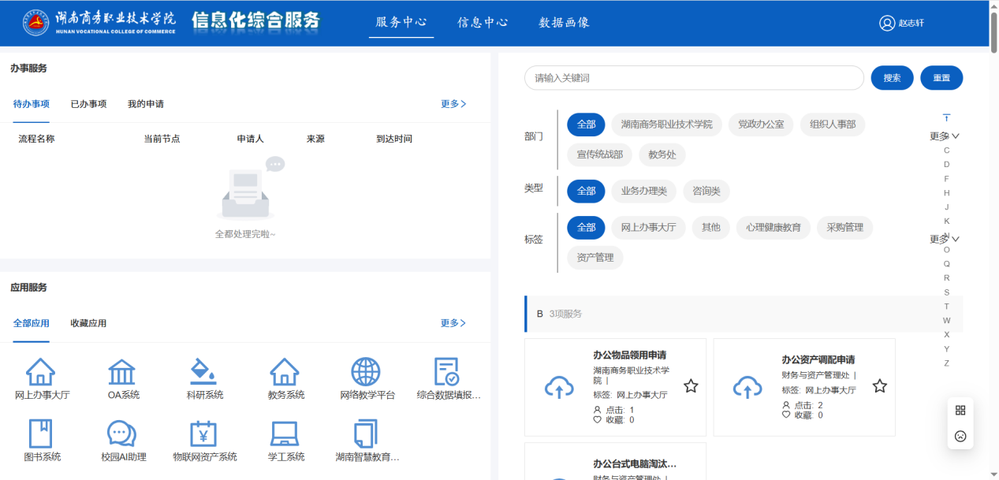 湖南商务职业技术学院
HUNAN VOCATIONAL COLLEGE OF COMMERCE
信息化综合服务
服务中心
信息中心
数据画像
赵志轩
办事服务
待办事项
已办事项
我的申请
更多
流程名称
当前节点
申请人
来源
到达时间
全都处理完啦~
应用服务
全部应用
收藏应用
更多
网上办事大厅
OA系统
科研系统
教务系统
网络教学平台
综合数据填报...
图书系统
校园AI助理
物联网资产系统
学工系统
湖南智慧教育...
请输入关键词
搜索
重置
部门
全部
湖南商务职业技术学院
党政办公室
组织人事部
更多
宣传统战部
教务处
类型
全部
业务办理类
咨询类
标签
全部
网上办事大厅
其他
心理健康教育
采购管理
更多
资产管理
C
D
F
H
J
K
N
O
Q
R
S
T
W
X
Y
Z
B 3项服务
办公物品领用申请
湖南商务职业技术学
院 |
标签: 网上办事大厅
点击: 1
收藏: 0
办公资产调配申请
财务与资产管理处 |
标签: 网上办事大厅
点击: 2
收藏: 0
办公台式电脑淘汰...
财务与资产管理处 |